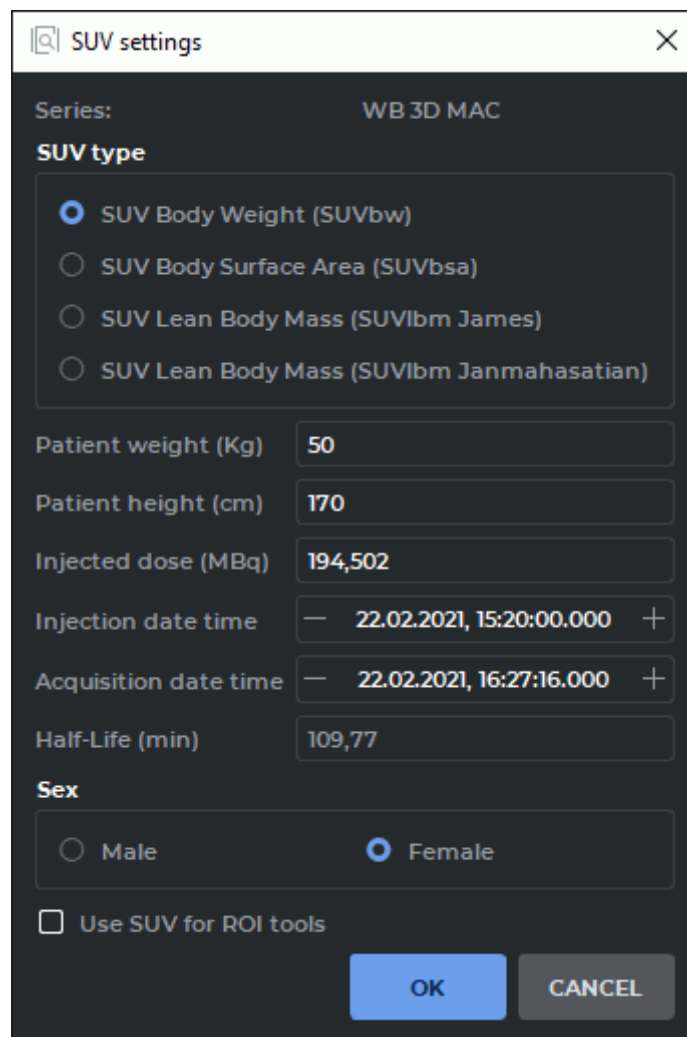 SUV settings
Series: WB 3D MAC
SUV type
SUV Body Weight (SUVbw)
SUV Body Surface Area (SUVbsa)
SUV Lean Body Mass (SUVlbm James)
SUV Lean Body Mass (SUVlbm Janmahasatian)
Patient weight (Kg) 50
Patient height (cm) 170
Injected dose (MBq) 194,502
Injection date time 22.02.2021, 15:20:00.000
Acquisition date time 22.02.2021, 16:27:16.000
Half-Life (min) 109,77
Sex
Male Female
Use SUV for ROI tools
OK CANCEL